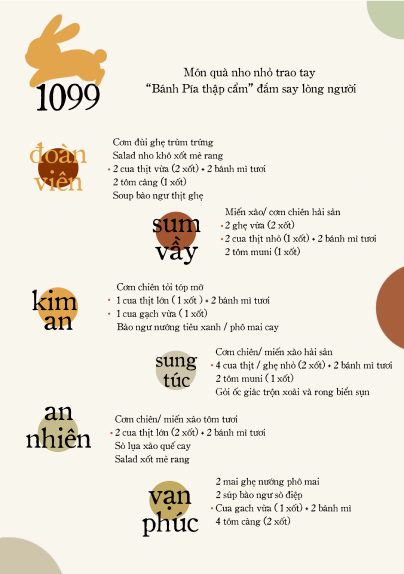 1099
Món quà nho nhỏ trao tay
“Bánh Pía thập cẩm” đắm say lòng người
đoàn
viên
Cơm đùi ghẹ trùm trứng
Salad nho khô xốt mè rang
• 2 cua thịt vừa (2 xốt) + 2 bánh mì tươi
2 tôm càng (1 xốt)
Soup bào ngư thịt ghẹ
sum
vầy
Miến xào/ cơm chiên hải sản
• 2 ghẹ vừa (2 xốt)
• 2 cua thịt nhỏ (1 xốt) + 2 bánh mì tươi
2 tôm muni (1 xốt)
kim
an
Cơm chiên tỏi tóp mỡ
• 1 cua thịt lớn ( 1 xốt ) + 2 bánh mì tươi
• 1 cua gạch vừa ( 1 xốt)
Bào ngư nướng tiêu xanh / phô mai cay
sung
túc
Cơm chiên/ miến xào hải sản
• 4 cua thịt / ghẹ nhỏ (2 xốt) + 2 bánh mì tươi
2 tôm muni ( 1 xốt)
Gỏi ốc giác trộn xoài và rong biển sụn
an
nhiên
Cơm chiên/ miến xào tôm tươi
• 2 cua thịt lớn (2 xốt) + 2 bánh mì tươi
Sò lụa xào quế cay
Salad xốt mè rang
vạn
phúc
2 mai ghẹ nướng phô mai
2 súp bào ngư sò điệp
• Cua gạch vừa ( 1 xốt) + 2 bánh mì
4 tôm càng (2 xốt)